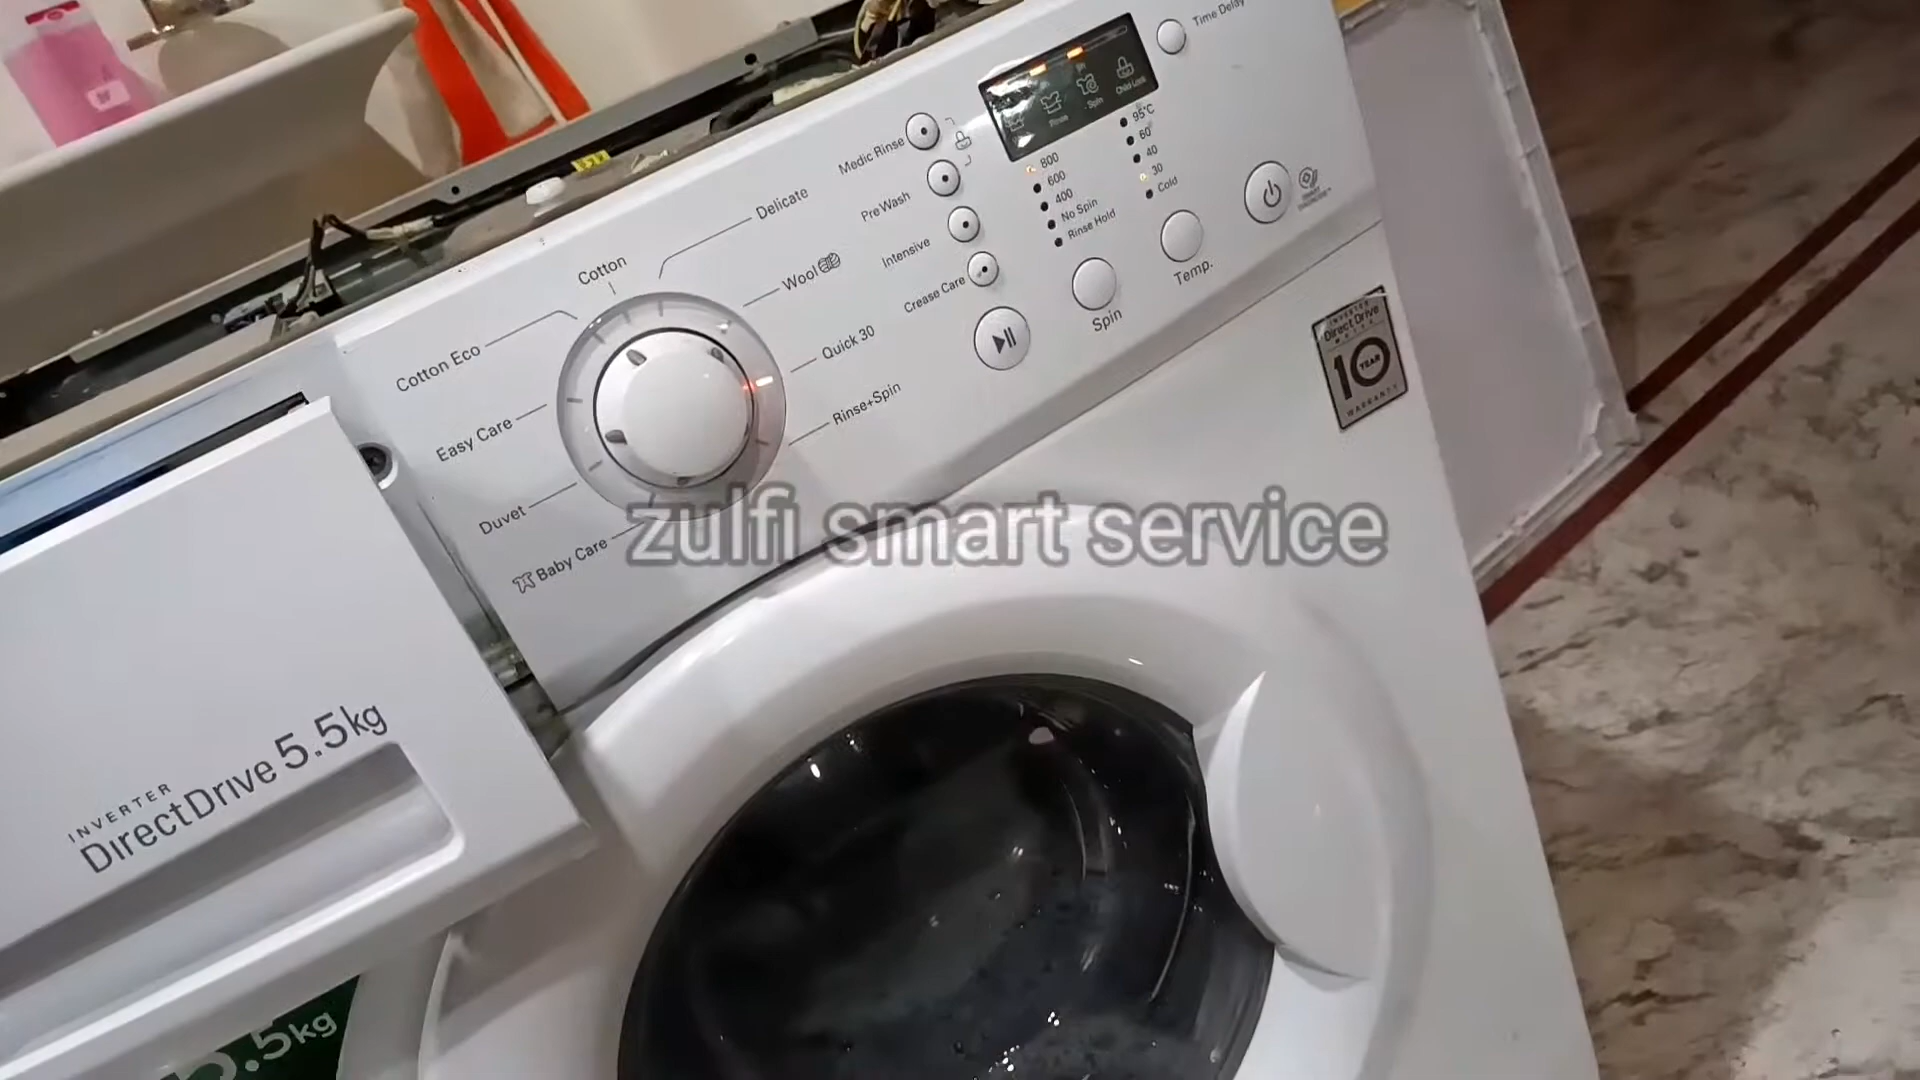 Time Delay
Rinse
Spin
Child Lock
Medic Rinse
Pre Wash
Intensive
Crease Care
800
600
400
No Spin
Rinse Hold
95°C
60
40
30
Cold
Spin
Temp.
Cotton
Delicate
Wool
Quick 30
Rinse+Spin
Cotton Eco
Easy Care
Duvet
Baby Care
INVERTER
Direct Drive
10
YEAR
WARRANTY
zulfi smart service
INVERTER
DirectDrive 5.5kg
5.5kg